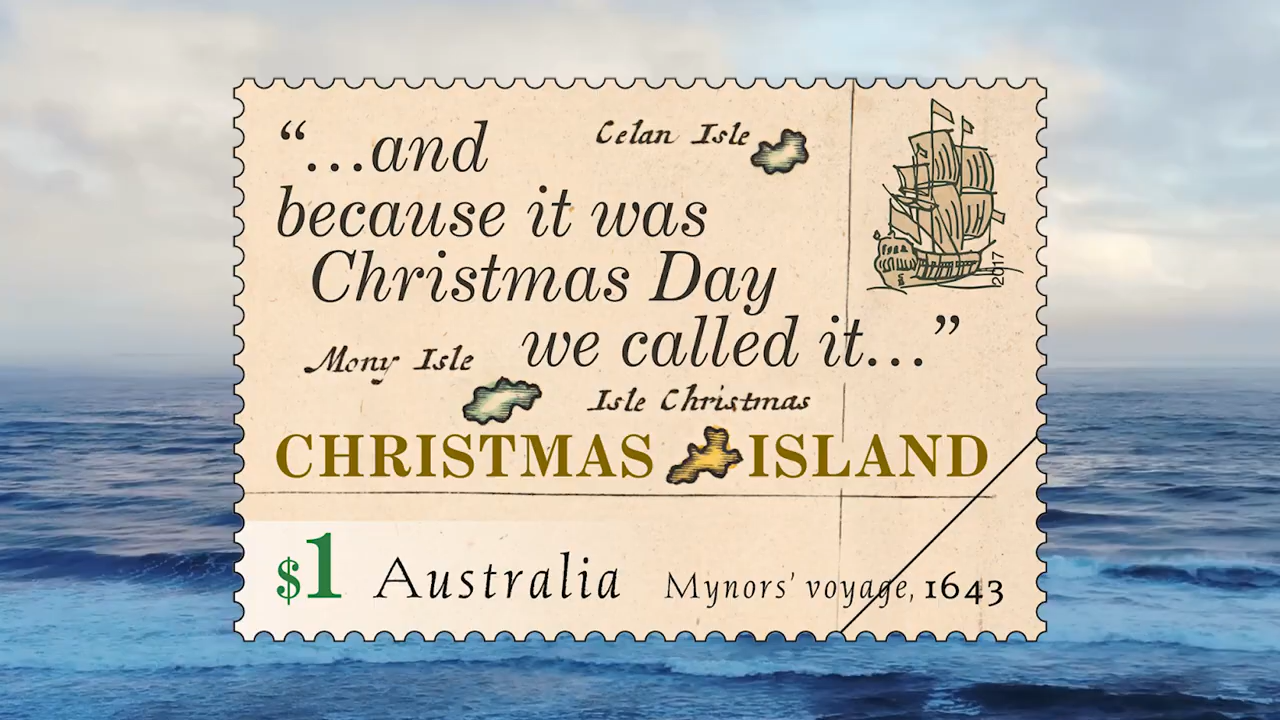 “...and
Celan Isle
because it was
Christmas Day
2017
we called it...”
Mony Isle
Isle Christmas
CHRISTMAS ISLAND
$1 Australia
Mynors’ voyage, 1643